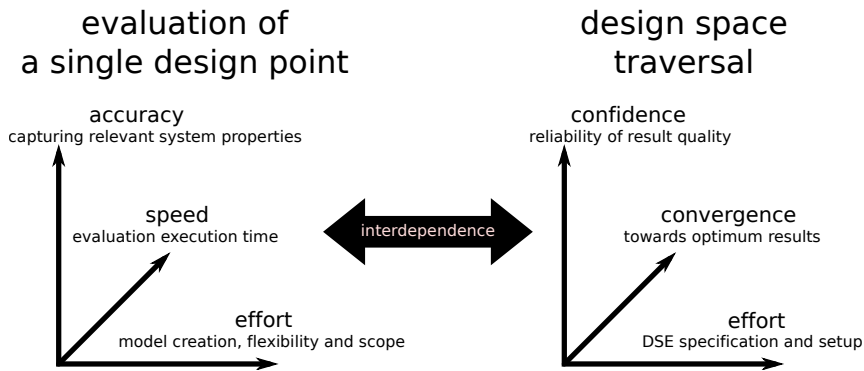 evaluation of
a single design point
accuracy
capturing relevant system properties
speed
evaluation execution time
effort
model creation, flexibility and scope
interdependence
design space
traversal
confidence
reliability of result quality
convergence
towards optimum results
effort
DSE specification and setup